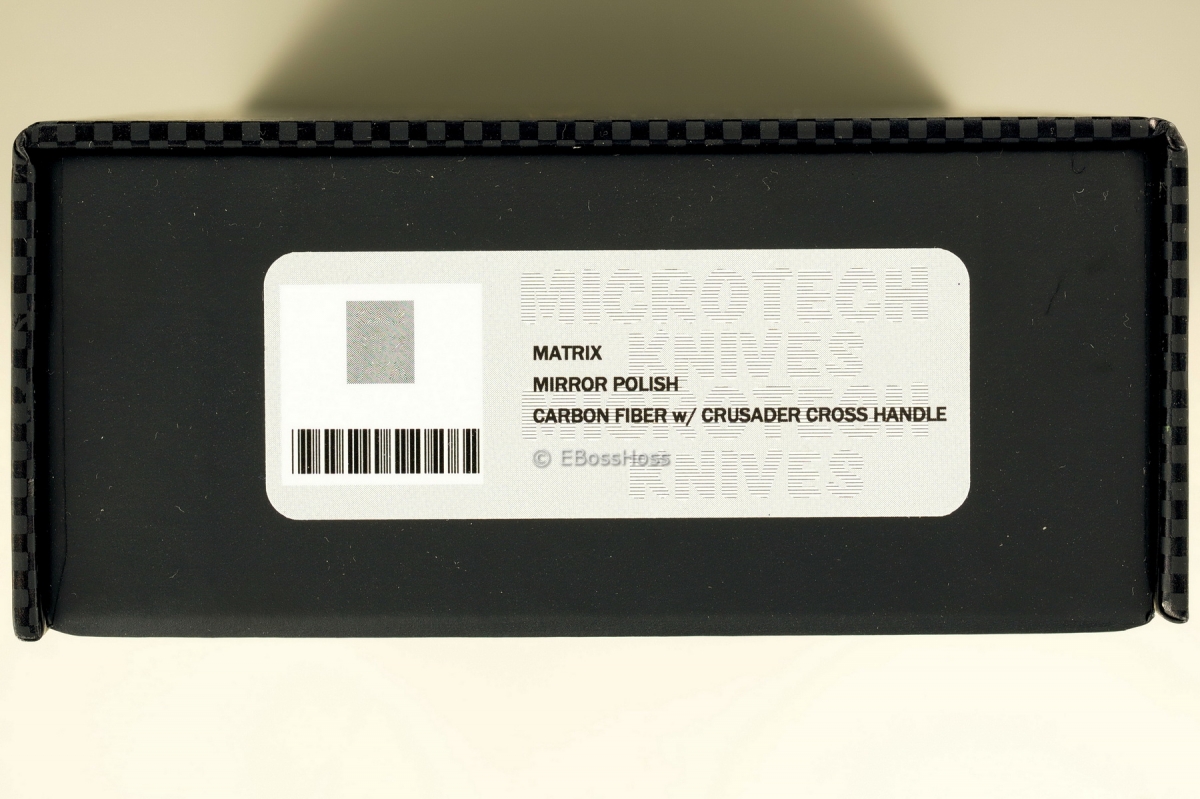 MICROTECH
KNIVES
MATRIX
MIRROR POLISH
MICROTECH
CARBON FIBER w/ CRUSADER CROSS HANDLE
© EBossHoss
KNIVES